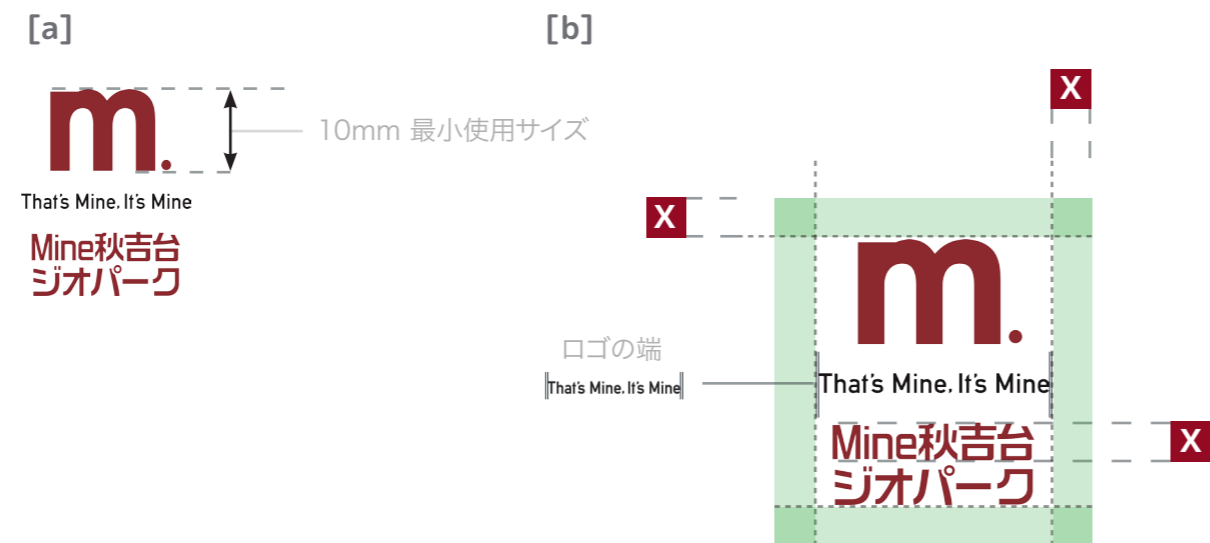 [a]
m.
10mm 最小使用サイズ
That's Mine. It's Mine
Mine秋吉台
ジオパーク
[b]
X
X
m.
ロゴの端
That's Mine. It's Mine
That's Mine. It's Mine
Mine秋吉台
ジオパーク
X